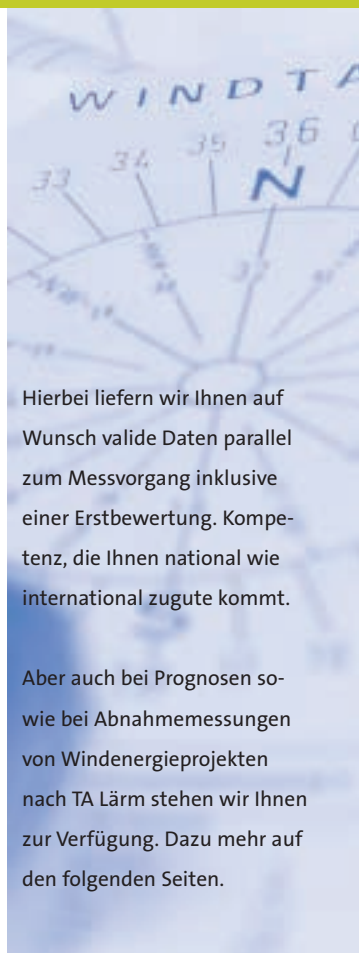 WINDTA
33 34 35 36
N
Hierbei liefern wir Ihnen auf
Wunsch valide Daten parallel
zum Messvorgang inklusive
einer Erstbewertung. Kompe-
tenz, die Ihnen national wie
international zugute kommt.
Aber auch bei Prognosen so-
wie bei Abnahmemessungen
von Windenergieprojekten
nach TA Lärm stehen wir Ihnen
zur Verfügung. Dazu mehr auf
den folgenden Seiten.